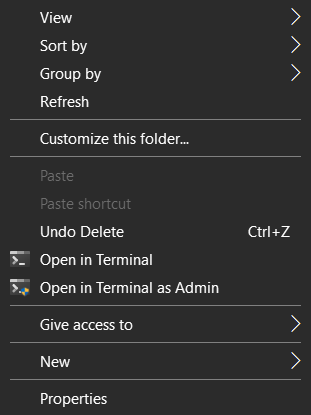 View
Sort by
Group by
Refresh
Customize this folder...
Paste
Paste shortcut
Undo Delete Ctrl+Z
Open in Terminal
Open in Terminal as Admin
Give access to
New
Properties